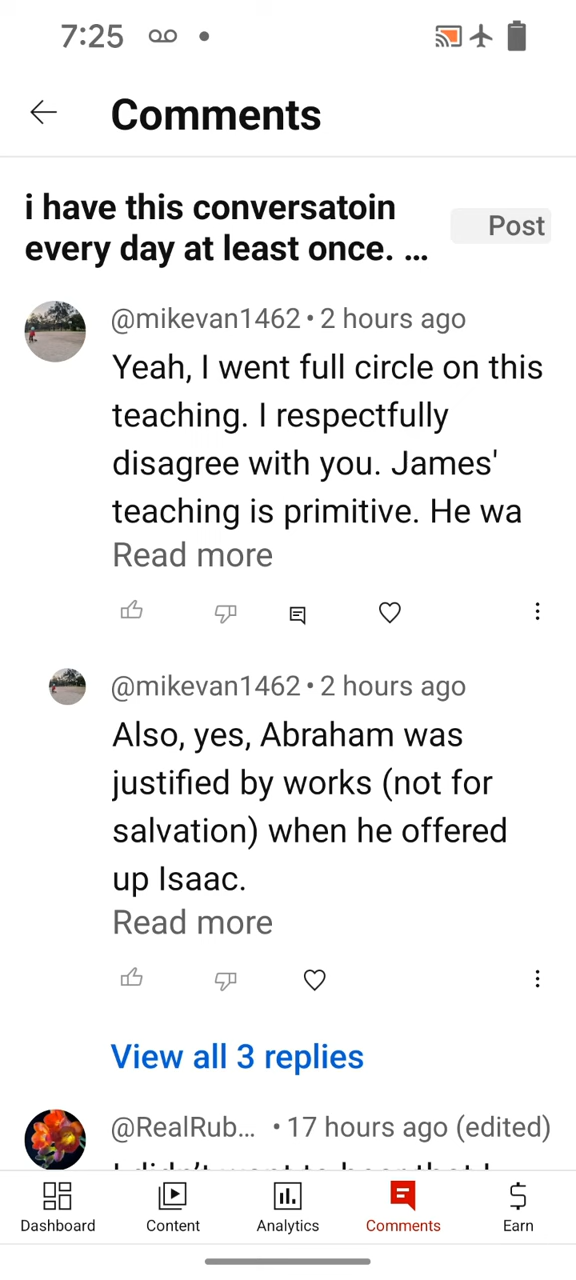 7:25
Comments
i have this conversatoin
every day at least once. ...
Post
@mikevan1462 • 2 hours ago
Yeah, I went full circle on this
teaching. I respectfully
disagree with you. James'
teaching is primitive. He wa
Read more
@mikevan1462 • 2 hours ago
Also, yes, Abraham was
justified by works (not for
salvation) when he offered
up Isaac.
Read more
View all 3 replies
@RealRub... • 17 hours ago (edited)
Dashboard
Content
Analytics
Comments
Earn